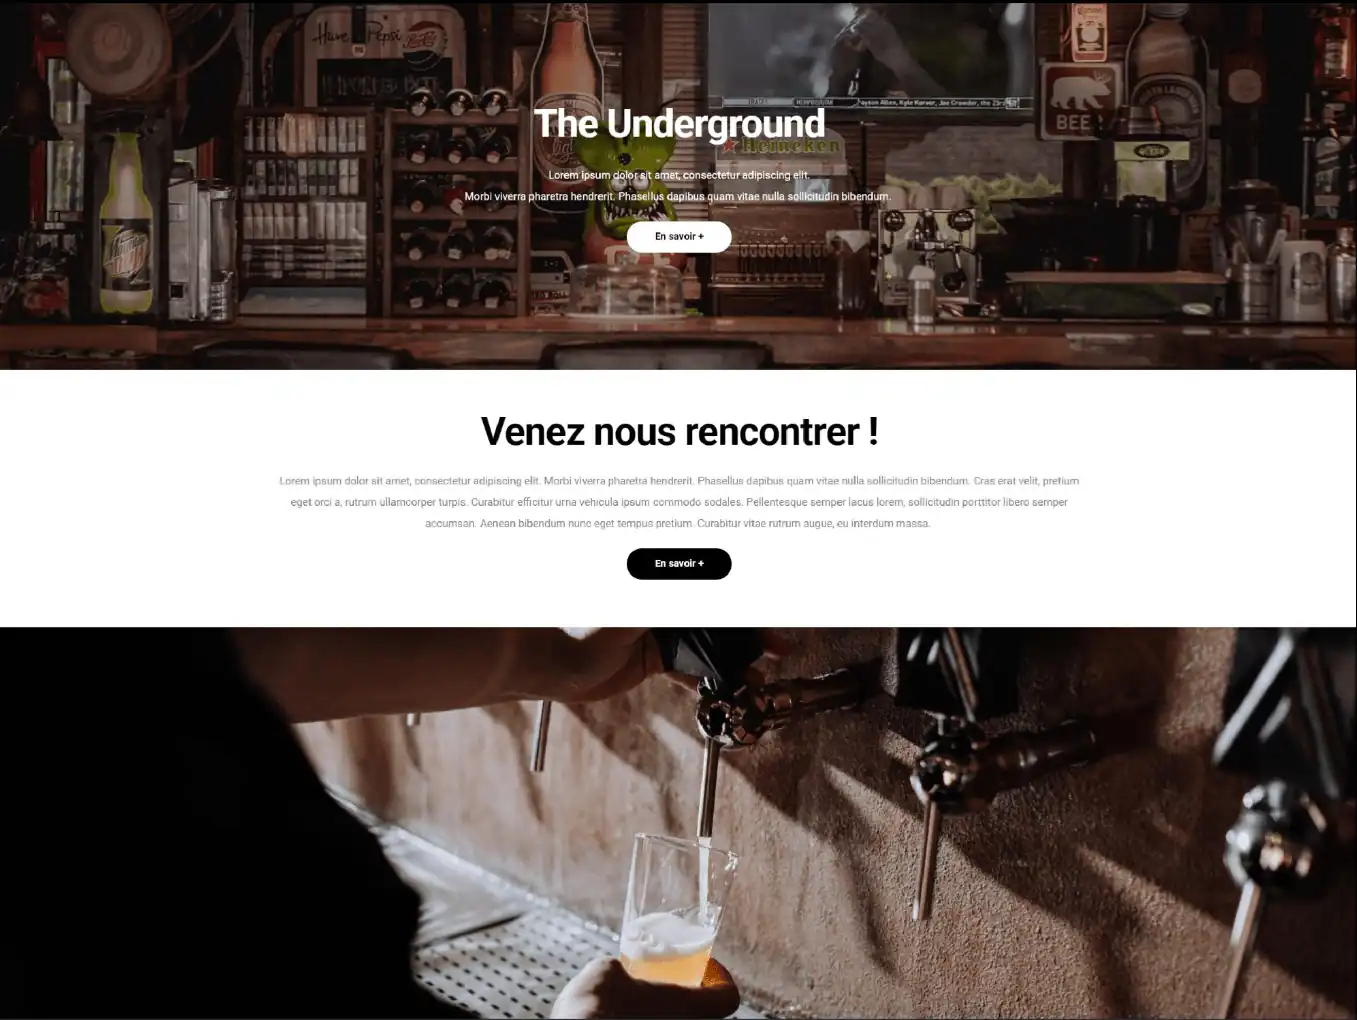 Have a Pepsi
The Underground
Heineken
BEER
Lorem ipsum dolor sit amet, consectetur adipiscing elit.
Morbi viverra pharetra hendrerit. Phasellus dapibus quam vitae nulla sollicitudin bibendum.
En savoir +
Venez nous rencontrer !
Lorem ipsum dolor sit amet, consectetur adipiscing elit. Morbi viverra pharetra hendrerit. Phasellus dapibus quam vitae nulla sollicitudin bibendum. Cras erat velit, pretium
eget orci a, rutrum ullamcorper turpis. Curabitur efficitur urna vehicula ipsum commodo sodales. Pellentesque semper lacus lorem, sollicitudin porttitor libero semper
accumsan. Aenean bibendum nunc eget tempus pretium. Curabitur vitae rutrum augue, eu interdum massa.
En savoir +